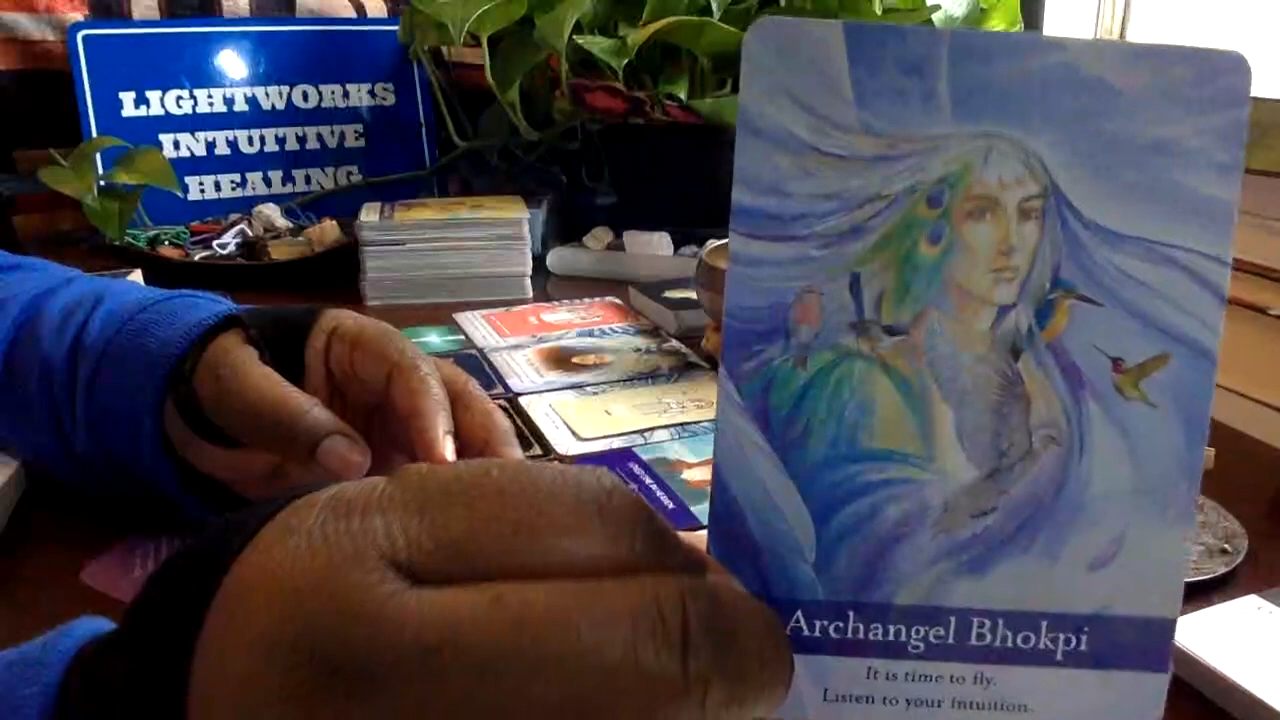 LIGHTWORKS
INTUITIVE
HEALING
Archangel Bhokpi
It is time to fly.
Listen to your intuition.